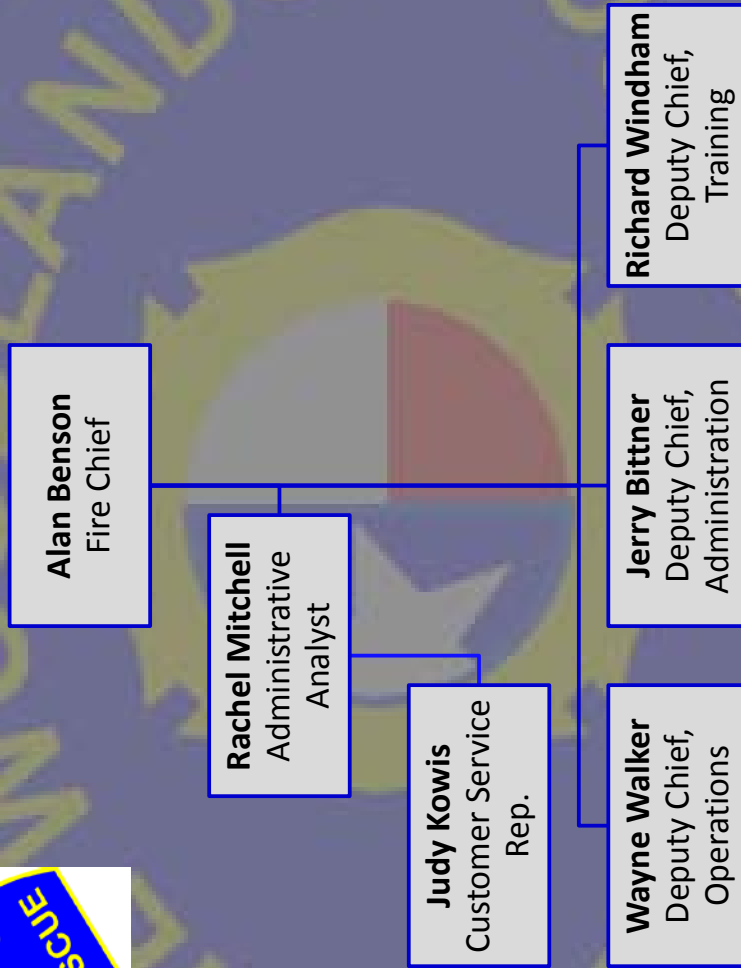 Alan Benson
Fire Chief
Rachel Mitchell
Administrative
Analyst
Judy Kowis
Customer Service
Rep.
Wayne Walker
Deputy Chief,
Operations
Jerry Bittner
Deputy Chief,
Administration
Richard Windham
Deputy Chief,
Training